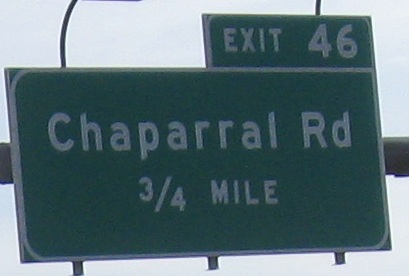 EXIT 46
Chaparral Rd
3/4 MILE